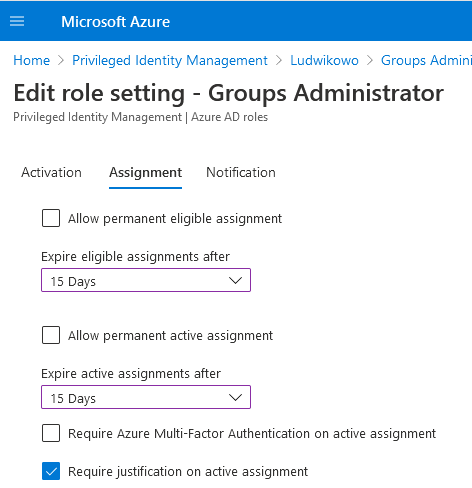 Microsoft Azure
Home > Privileged Identity Management > Ludwikowo > Groups Admini
Edit role setting - Groups Administrator
Privileged Identity Management | Azure AD roles
Activation Assignment Notification
Allow permanent eligible assignment
Expire eligible assignments after
15 Days
Allow permanent active assignment
Expire active assignments after
15 Days
Require Azure Multi-Factor Authentication on active assignment
Require justification on active assignment